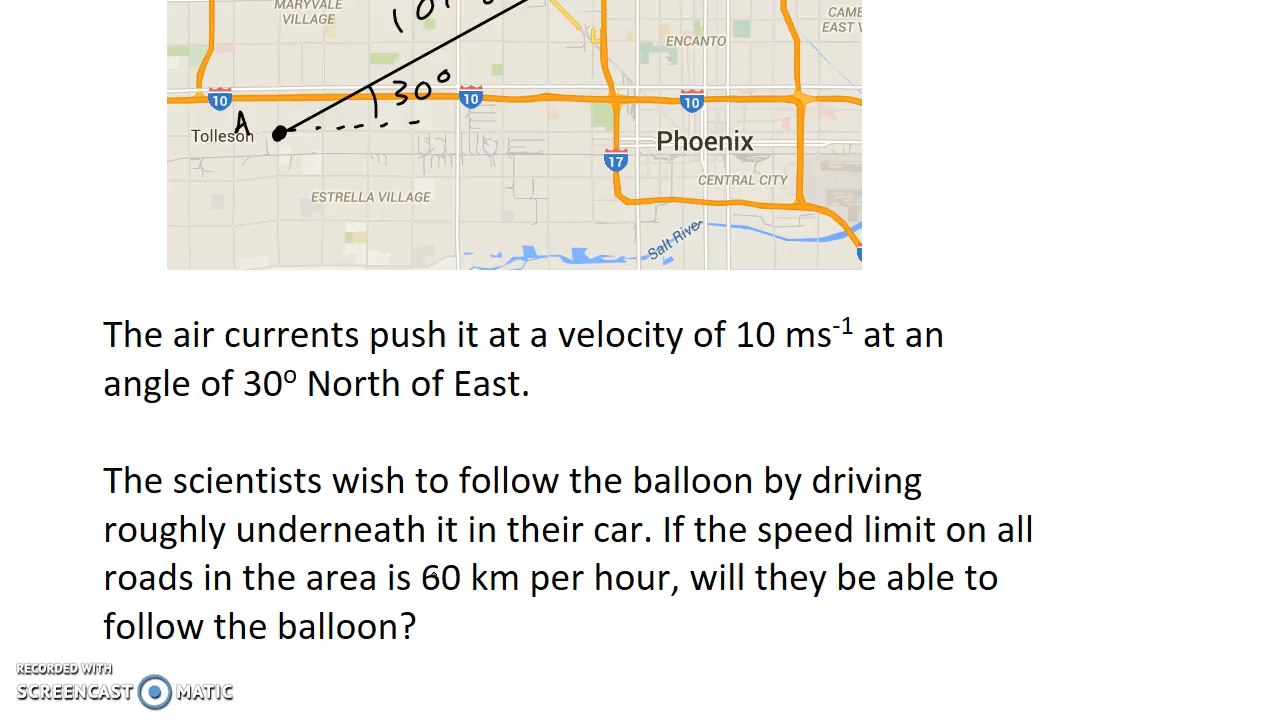 MARYVALE
VILLAGE
CAME
EAST V
ENCANTO
30°
10
10
10
A
Tolleson
Phoenix
17
CENTRAL CITY
ESTRELLA VILLAGE
Salt River
The air currents push it at a velocity of 10 ms⁻¹ at an
angle of 30º North of East.
The scientists wish to follow the balloon by driving
roughly underneath it in their car. If the speed limit on all
roads in the area is 60 km per hour, will they be able to
follow the balloon?
RECORDED WITH
SCREENCAST MATIC